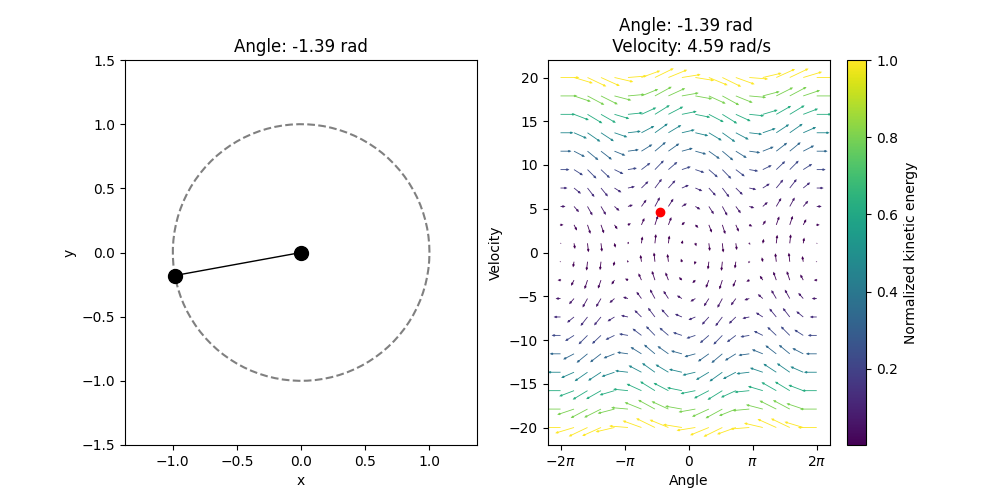 Angle: -1.39 rad
1.5
1.0
0.5
0.0
−0.5
−1.0
−1.5
y
−1.0 −0.5 0.0 0.5 1.0
x
Angle: -1.39 rad
Velocity: 4.59 rad/s
20
15
10
5
0
−5
−10
−15
−20
Velocity
−2π −π 0 π 2π
Angle
1.0
0.8
0.6
0.4
0.2
Normalized kinetic energy